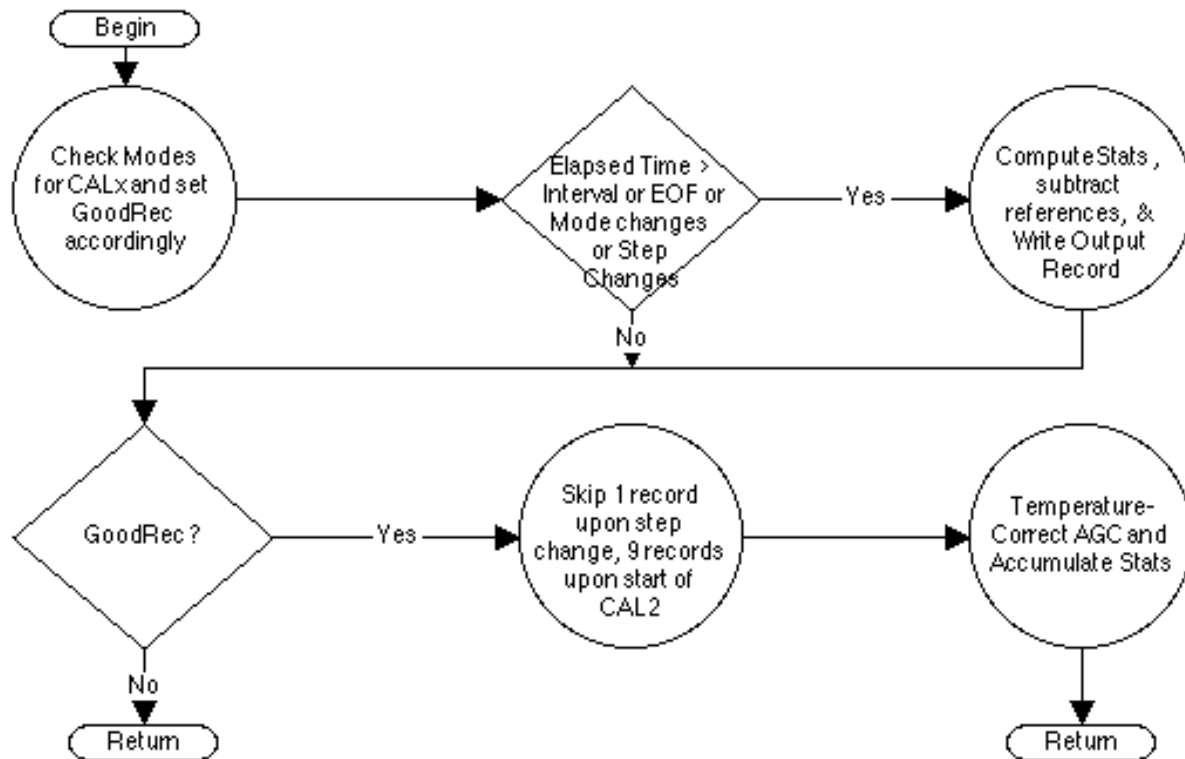 Begin
Check Modes
for CALx and set
GoodRec
accordingly
Elapsed Time >
Interval or EOF or
Mode changes
or Step
Changes
Yes
Compute Stats ,
subtract
references, &
Write Output
Record
No
GoodRec ?
Yes
Skip 1 record
upon step
change, 9 records
upon start of
CAL2
Temperature-
Correct AGC and
Accumulate Stats
No
Return
Return